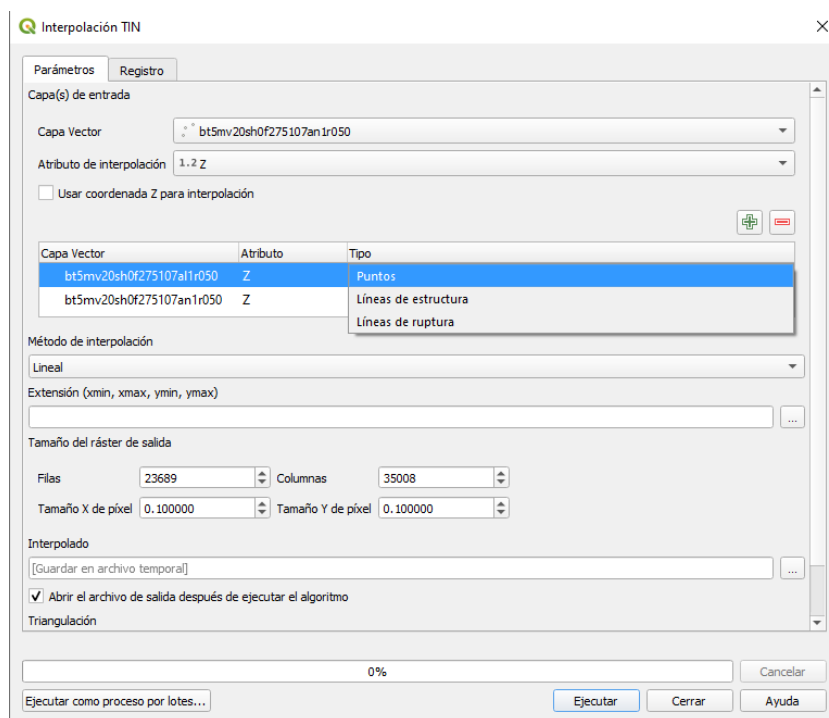 Interpolación TIN
Parámetros Registro
Capa(s) de entrada
Capa Vector bt5mv20sh0f275107an1r050
Atributo de interpolación 1.2 Z
Usar coordenada Z para interpolación
Capa Vector Atributo Tipo
bt5mv20sh0f275107al1r050 Z Puntos
bt5mv20sh0f275107an1r050 Z Líneas de estructura
Líneas de ruptura
Método de interpolación
Lineal
Extensión (xmin, xmax, ymin, ymax)
...
Tamaño del ráster de salida
Filas 23689 Columnas 35008
Tamaño X de píxel 0.100000 Tamaño Y de píxel 0.100000
Interpolado
[Guardar en archivo temporal] ...
Abrir el archivo de salida después de ejecutar el algoritmo
Triangulación
0% Cancelar
Ejecutar como proceso por lotes... Ejecutar Cerrar Ayuda